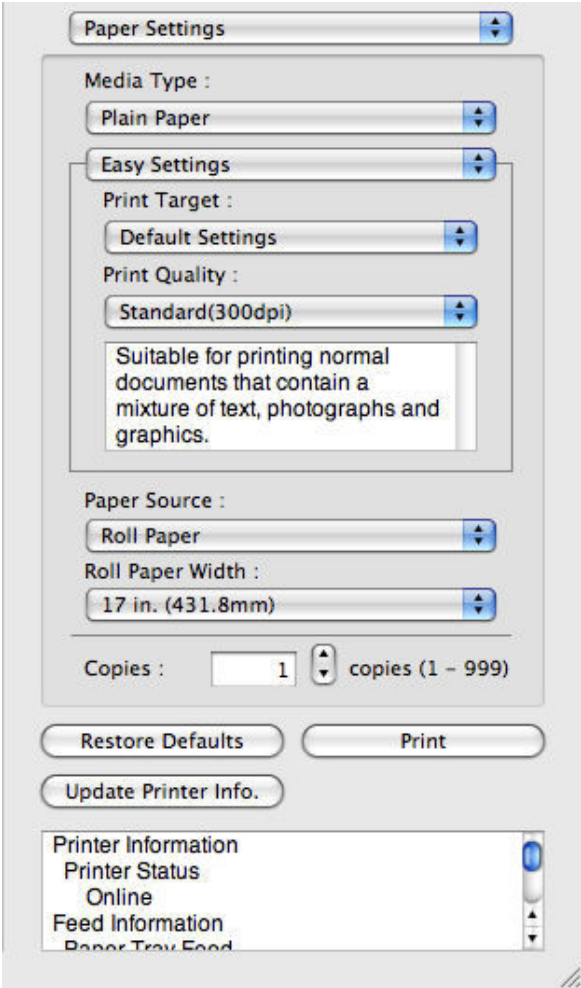 Paper Settings
Media Type :
Plain Paper
Easy Settings
Print Target :
Default Settings
Print Quality :
Standard(300dpi)
Suitable for printing normal
documents that contain a
mixture of text, photographs and
graphics.
Paper Source :
Roll Paper
Roll Paper Width :
17 in. (431.8mm)
Copies : 1 copies (1 – 999)
Restore Defaults Print
Update Printer Info.
Printer Information
Printer Status
Online
Feed Information
Paper Tray Feed